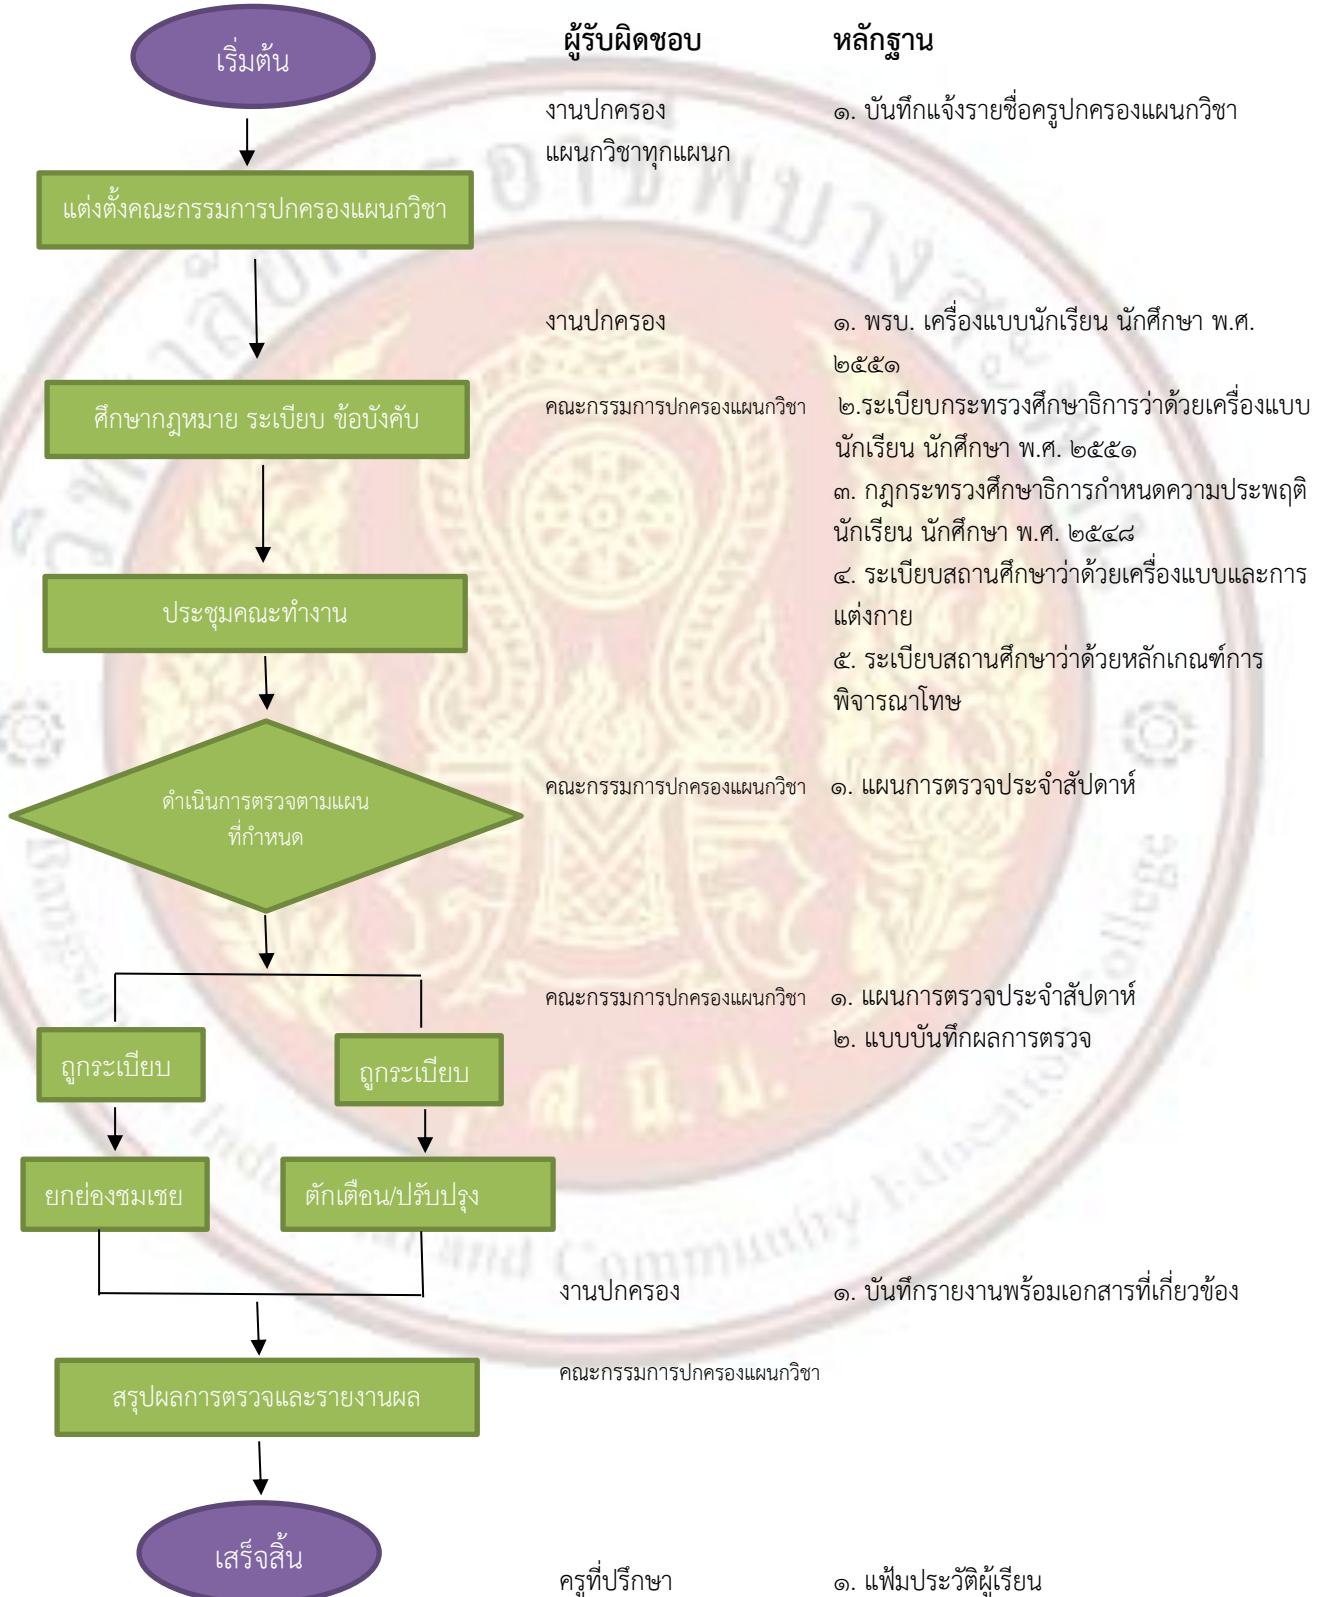 เริ่มต้น
ผู้รับผิดชอบ
หลักฐาน
งานปกครอง
แผนกวิชาทุกแผนก
๑. บันทึกแจ้งรายชื่อครูปกครองแผนกวิชา
แต่งตั้งคณะกรรมการปกครองแผนกวิชา
งานปกครอง
๑. พรบ. เครื่องแบบนักเรียน นักศึกษา พ.ศ.
๒๕๕๑
ศึกษากฎหมาย ระเบียบ ข้อบังคับ
คณะกรรมการปกครองแผนกวิชา
๒.ระเบียบกระทรวงศึกษาธิการว่าด้วยเครื่องแบบ
นักเรียน นักศึกษา พ.ศ. ๒๕๕๑
๓. กฎกระทรวงศึกษาธิการกำหนดความประพฤติ
นักเรียน นักศึกษา พ.ศ. ๒๕๔๘
๔. ระเบียบสถานศึกษาว่าด้วยเครื่องแบบและการ
แต่งกาย
๕. ระเบียบสถานศึกษาว่าด้วยหลักเกณฑ์การ
พิจารณาโทษ
ประชุมคณะทำงาน
ดำเนินการตรวจตามแผน
ที่กำหนด
คณะกรรมการปกครองแผนกวิชา
๑. แผนการตรวจประจำสัปดาห์
คณะกรรมการปกครองแผนกวิชา
๑. แผนการตรวจประจำสัปดาห์
๒. แบบบันทึกผลการตรวจ
ถูกระเบียบ
ถูกระเบียบ
ยกย่องชมเชย
ตักเตือน/ปรับปรุง
งานปกครอง
๑. บันทึกรายงานพร้อมเอกสารที่เกี่ยวข้อง
คณะกรรมการปกครองแผนกวิชา
สรุปผลการตรวจและรายงานผล
เสร็จสิ้น
ครูที่ปรึกษา
๑. แฟ้มประวัติผู้เรียน